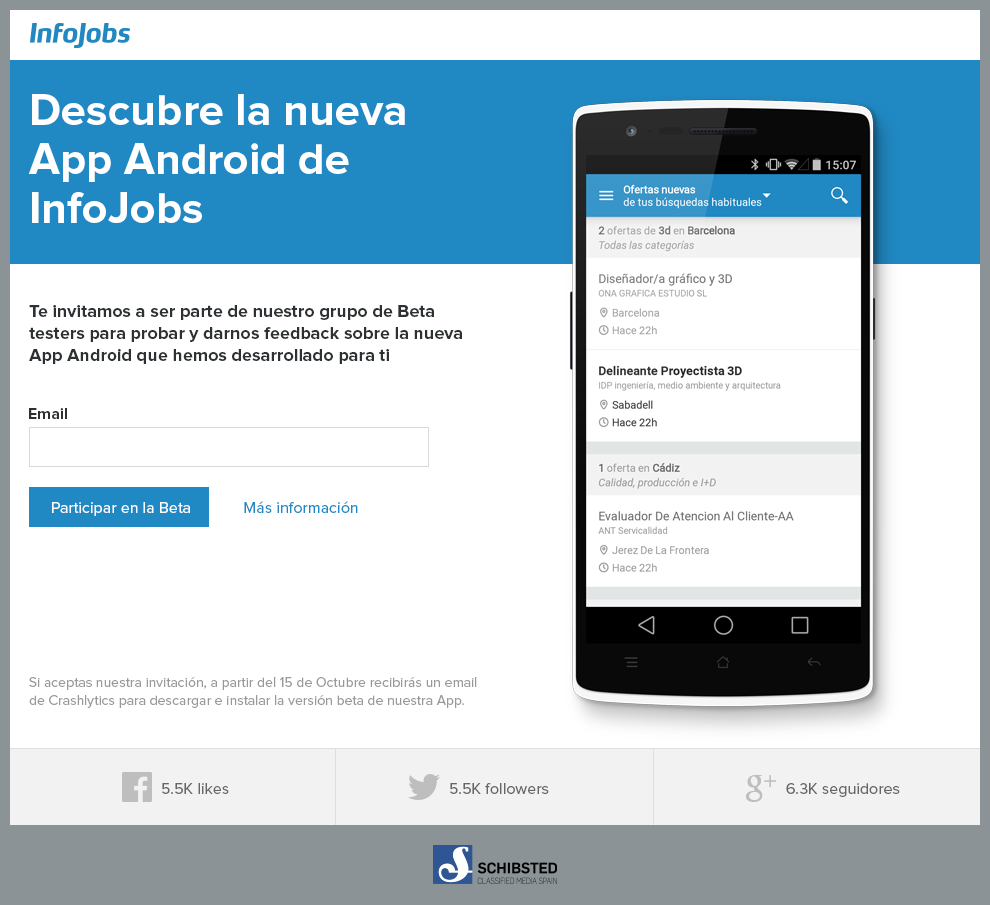 InfoJobs
Descubre la nueva
App Android de
InfoJobs
Te invitamos a ser parte de nuestro grupo de Beta
testers para probar y darnos feedback sobre la nueva
App Android que hemos desarrollado para ti
Email
Participar en la Beta
Más información
Si aceptas nuestra invitación, a partir del 15 de Octubre recibirás un email
de Crashlytics para descargar e instalar la versión beta de nuestra App.
15:07
Ofertas nuevas
de tus búsquedas habituales
2 ofertas de 3d en Barcelona
Todas las categorías
Diseñador/a gráfico y 3D
ONA GRAFICA ESTUDIO SL
Barcelona
Hace 22h
Delineante Proyectista 3D
IDP ingeniería, medio ambiente y arquitectura
Sabadell
Hace 22h
1 oferta en Cádiz
Calidad, producción e I+D
Evaluador De Atencion Al Cliente-AA
ANT Servicalidad
Jerez De La Frontera
Hace 22h
5.5K likes
5.5K followers
g+ 6.3K seguidores
SCHIBSTED
CLASSIFIED MEDIA SPAIN